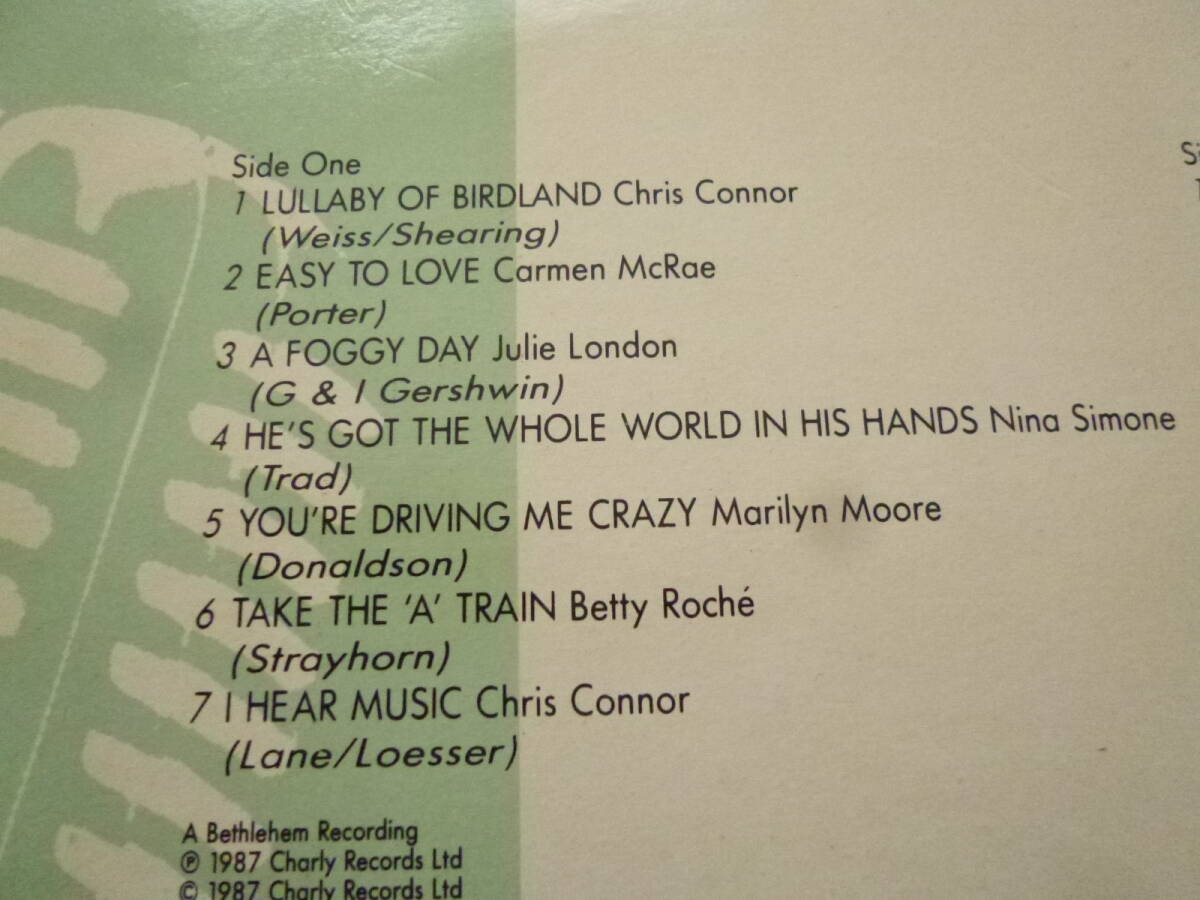 Side One
1 LULLABY OF BIRDLAND Chris Connor
(Weiss/Shearing)
2 EASY TO LOVE Carmen McRae
(Porter)
3 A FOGGY DAY Julie London
(G & I Gershwin)
4 HE'S GOT THE WHOLE WORLD IN HIS HANDS Nina Simone
(Trad)
5 YOU'RE DRIVING ME CRAZY Marilyn Moore
(Donaldson)
6 TAKE THE 'A' TRAIN Betty Roché
(Strayhorn)
7 I HEAR MUSIC Chris Connor
(Lane/Loesser)
A Bethlehem Recording
℗ 1987 Charly Records Ltd
© 1987 Charly Records Ltd